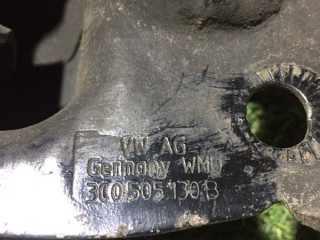 VW AG
Germany WMU
3C0 505 130 B